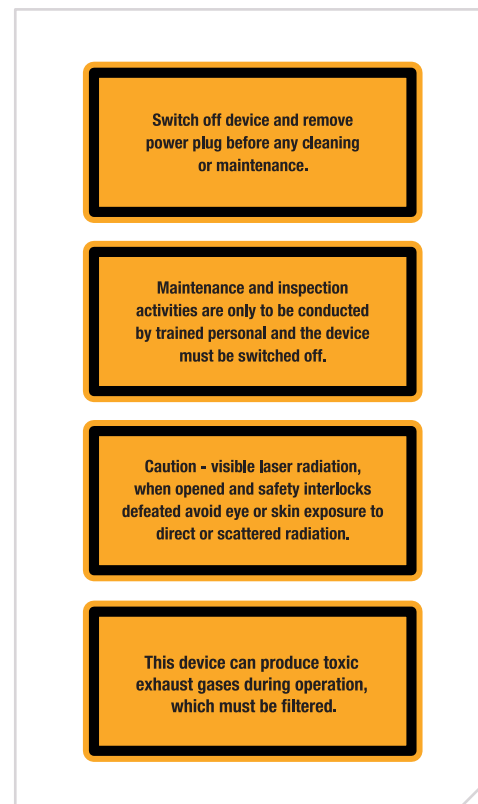 Switch off device and remove
power plug before any cleaning
or maintenance.
Maintenance and inspection
activities are only to be conducted
by trained personal and the device
must be switched off.
Caution - visible laser radiation,
when opened and safety interlocks
defeated avoid eye or skin exposure to
direct or scattered radiation.
This device can produce toxic
exhaust gases during operation,
which must be filtered.